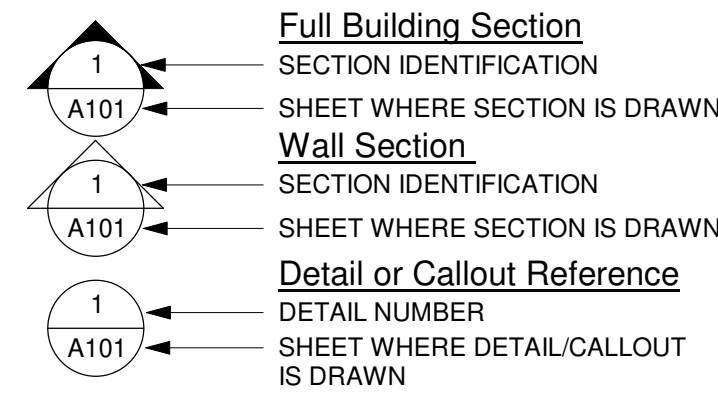 Full Building Section
1
SECTION IDENTIFICATION
A101
SHEET WHERE SECTION IS DRAWN
Wall Section
1
SECTION IDENTIFICATION
A101
SHEET WHERE SECTION IS DRAWN
Detail or Callout Reference
1
DETAIL NUMBER
A101
SHEET WHERE DETAIL/CALLOUT
IS DRAWN